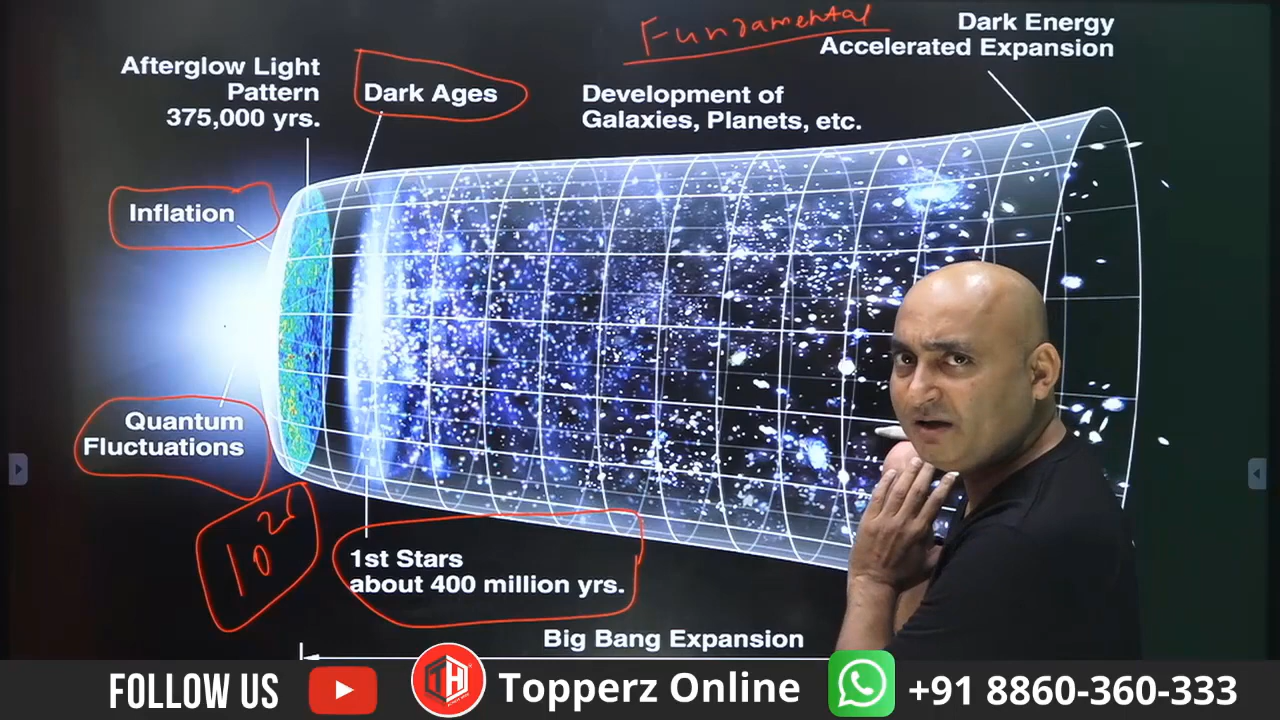 Fundamental
Dark Energy
Accelerated Expansion
Afterglow Light
Pattern
375,000 yrs.
Dark Ages
Development of
Galaxies, Planets, etc.
Inflation
Quantum
Fluctuations
10²⁶
1st Stars
about 400 million yrs.
Big Bang Expansion
FOLLOW US
TH
Topperz Online
+91 8860-360-333